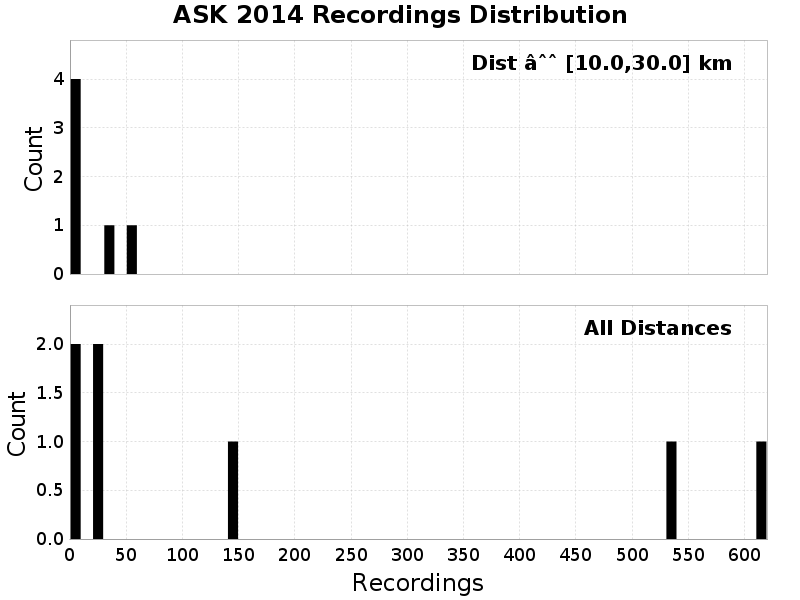 ASK 2014 Recordings Distribution
Dist âˆˆ [10.0,30.0] km
Count
4
3
2
1
0
All Distances
Count
2.0
1.5
1.0
0.5
0.0
0 50 100 150 200 250 300 350 400 450 500 550 600
Recordings